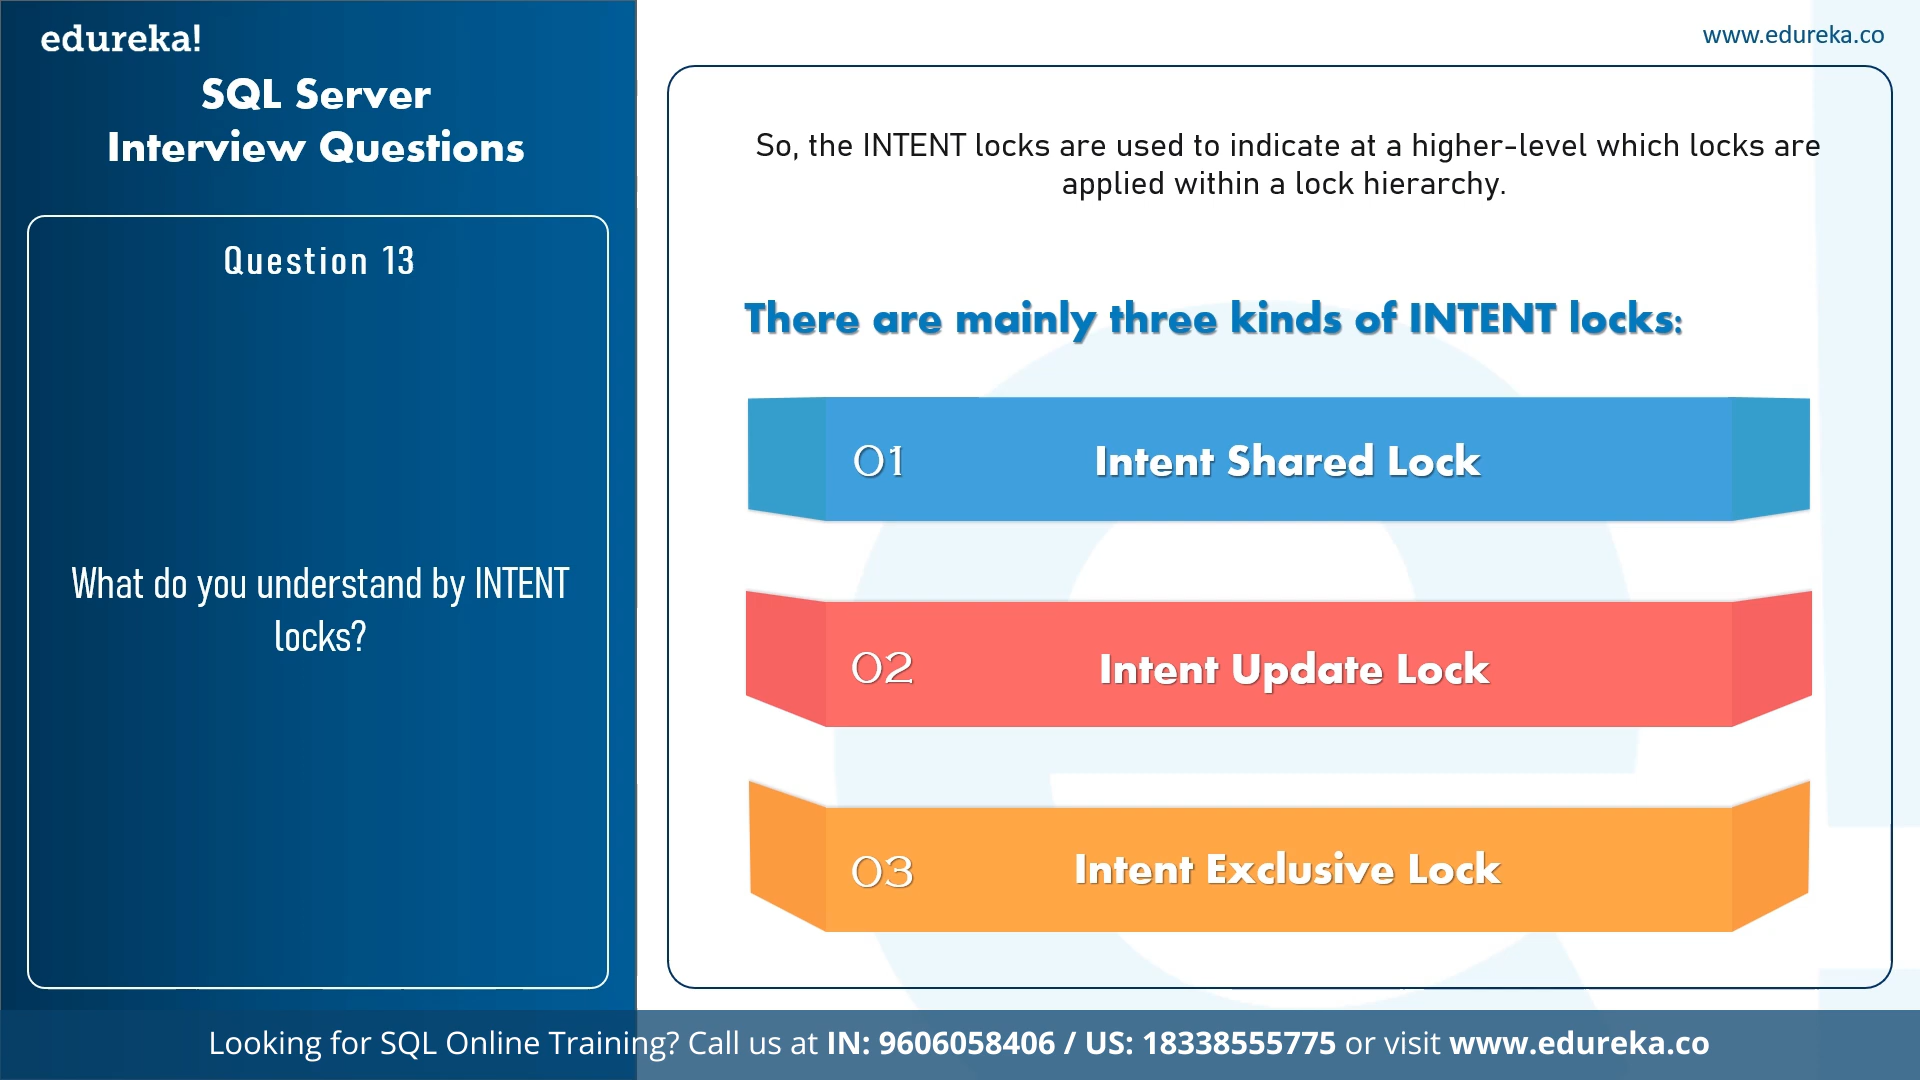 edureka!
SQL Server
Interview Questions
Question 13
What do you understand by INTENT
locks?
www.edureka.co
So, the INTENT locks are used to indicate at a higher-level which locks are
applied within a lock hierarchy.
There are mainly three kinds of INTENT locks:
01 Intent Shared Lock
02 Intent Update Lock
03 Intent Exclusive Lock
Looking for SQL Online Training? Call us at IN: 9606058406 / US: 18338555775 or visit www.edureka.co